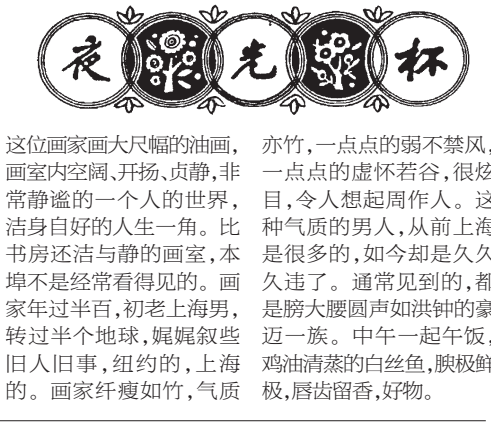 夜光杯
这位画家画大尺幅的油画，
画室内空阔、开扬、贞静，非
常静谧的一个人的世界，
洁身自好的人生一角。比
书房还洁与静的画室，本
埠不是经常看得见的。画
家年过半百，初老上海男，
转过半个地球，娓娓叙些
旧人旧事，纽约的，上海
的。画家纤瘦如竹，气质
亦竹，一点点的弱不禁风，
一点点的虚怀若谷，很炫
目，令人想起周作人。这
种气质的男人，从前上海
是很多的，如今却是久久
久违了。通常见到的，都
是膀大腰圆声如洪钟的豪
迈一族。中午一起午饭，
鸡油清蒸的白丝鱼，腴极鲜
极，唇齿留香，好物。